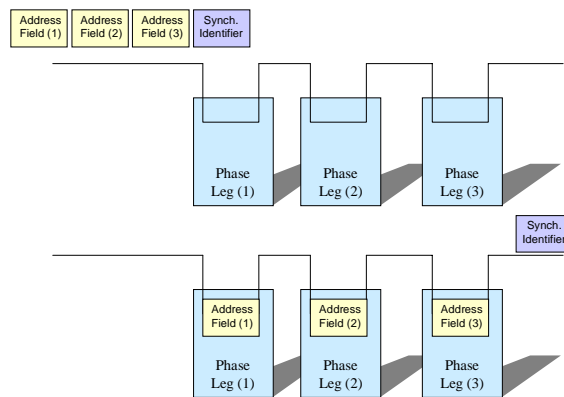 Address
Field (1)
Address
Field (2)
Address
Field (3)
Synch.
Identifier
Phase
Leg (1)
Phase
Leg (2)
Phase
Leg (3)
Synch.
Identifier
Address
Field (1)
Address
Field (2)
Address
Field (3)
Phase
Leg (1)
Phase
Leg (2)
Phase
Leg (3)